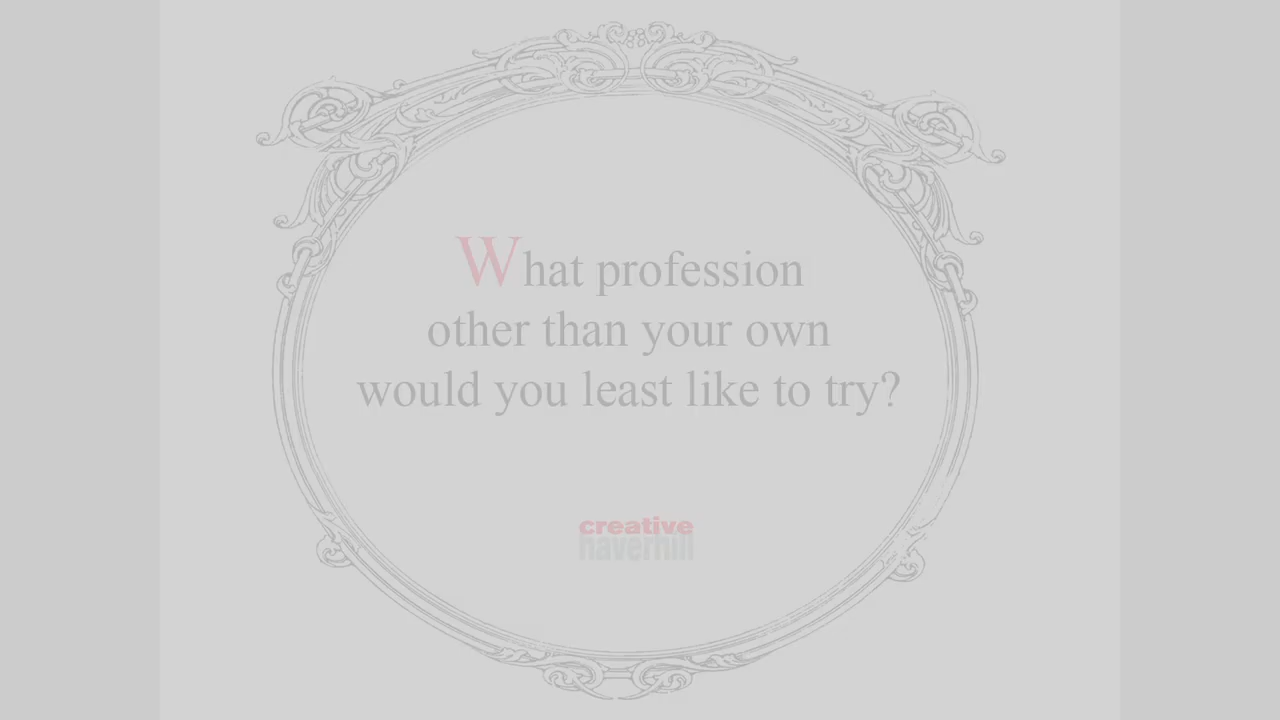 What profession
other than your own
would you least like to try?
creative
haverhill